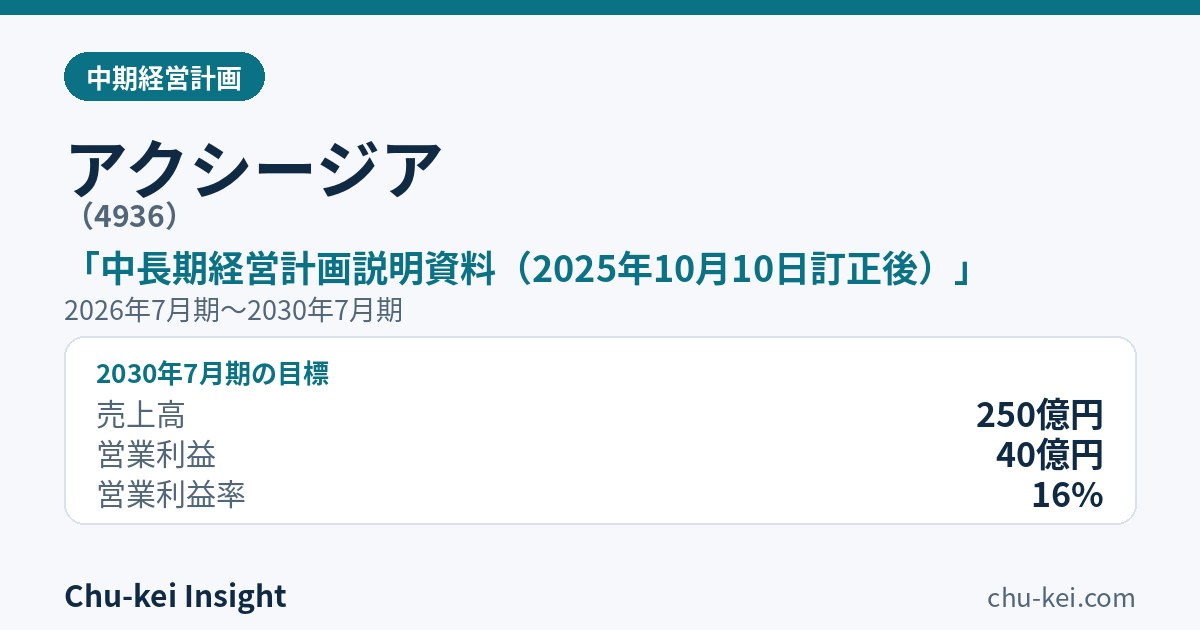 中期経営計画
アクシージア
（4936）
「中長期経営計画説明資料（2025年10月10日訂正後）」
2026年7月期〜2030年7月期
2030年7月期の目標
売上高 250億円
営業利益 40億円
営業利益率 16%
Chu-kei Insight chu-kei.com